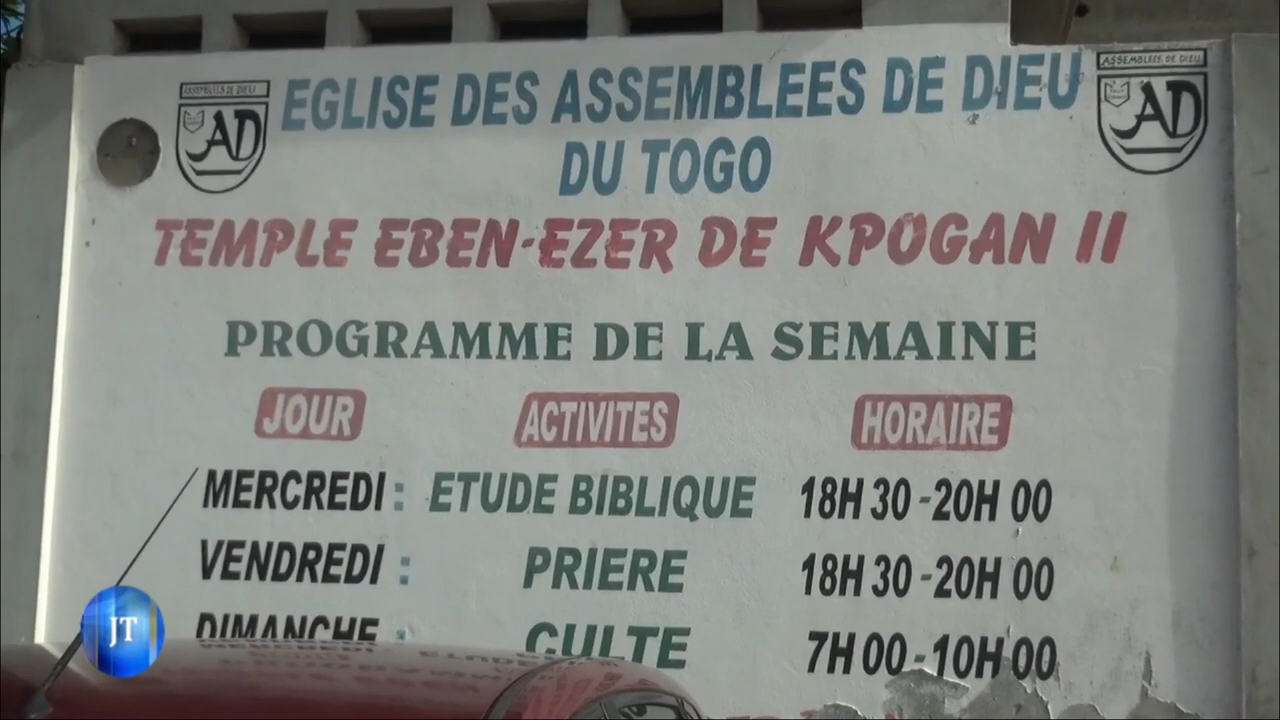 ASSEMBLEES DE DIEU
AD
EGLISE DES ASSEMBLEES DE DIEU
DU TOGO
ASSEMBLEES DE DIEU
AD
TEMPLE EBEN-EZER DE KPOGAN II
PROGRAMME DE LA SEMAINE
JOUR ACTIVITES HORAIRE
MERCREDI : ETUDE BIBLIQUE 18H 30 - 20H 00
VENDREDI : PRIERE 18H 30 - 20H 00
DIMANCHE : CULTE 7H 00 - 10H 00
JT